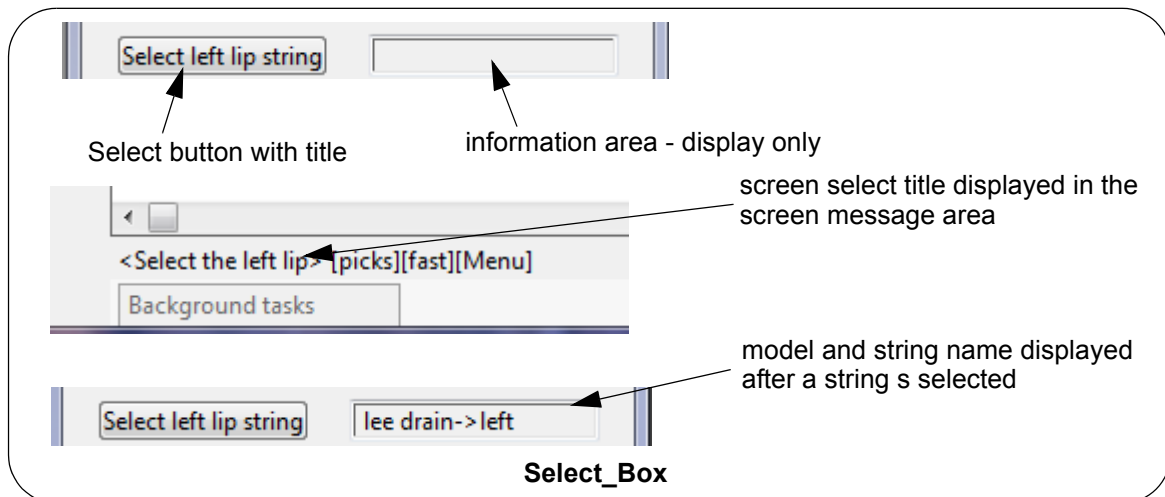 Select left lip string
Select button with title
information area - display only
screen select title displayed in the
screen message area
<Select the left lip> [picks][fast][Menu]
Background tasks
model and string name displayed
after a string s selected
Select left lip string lee drain->left
Select_Box